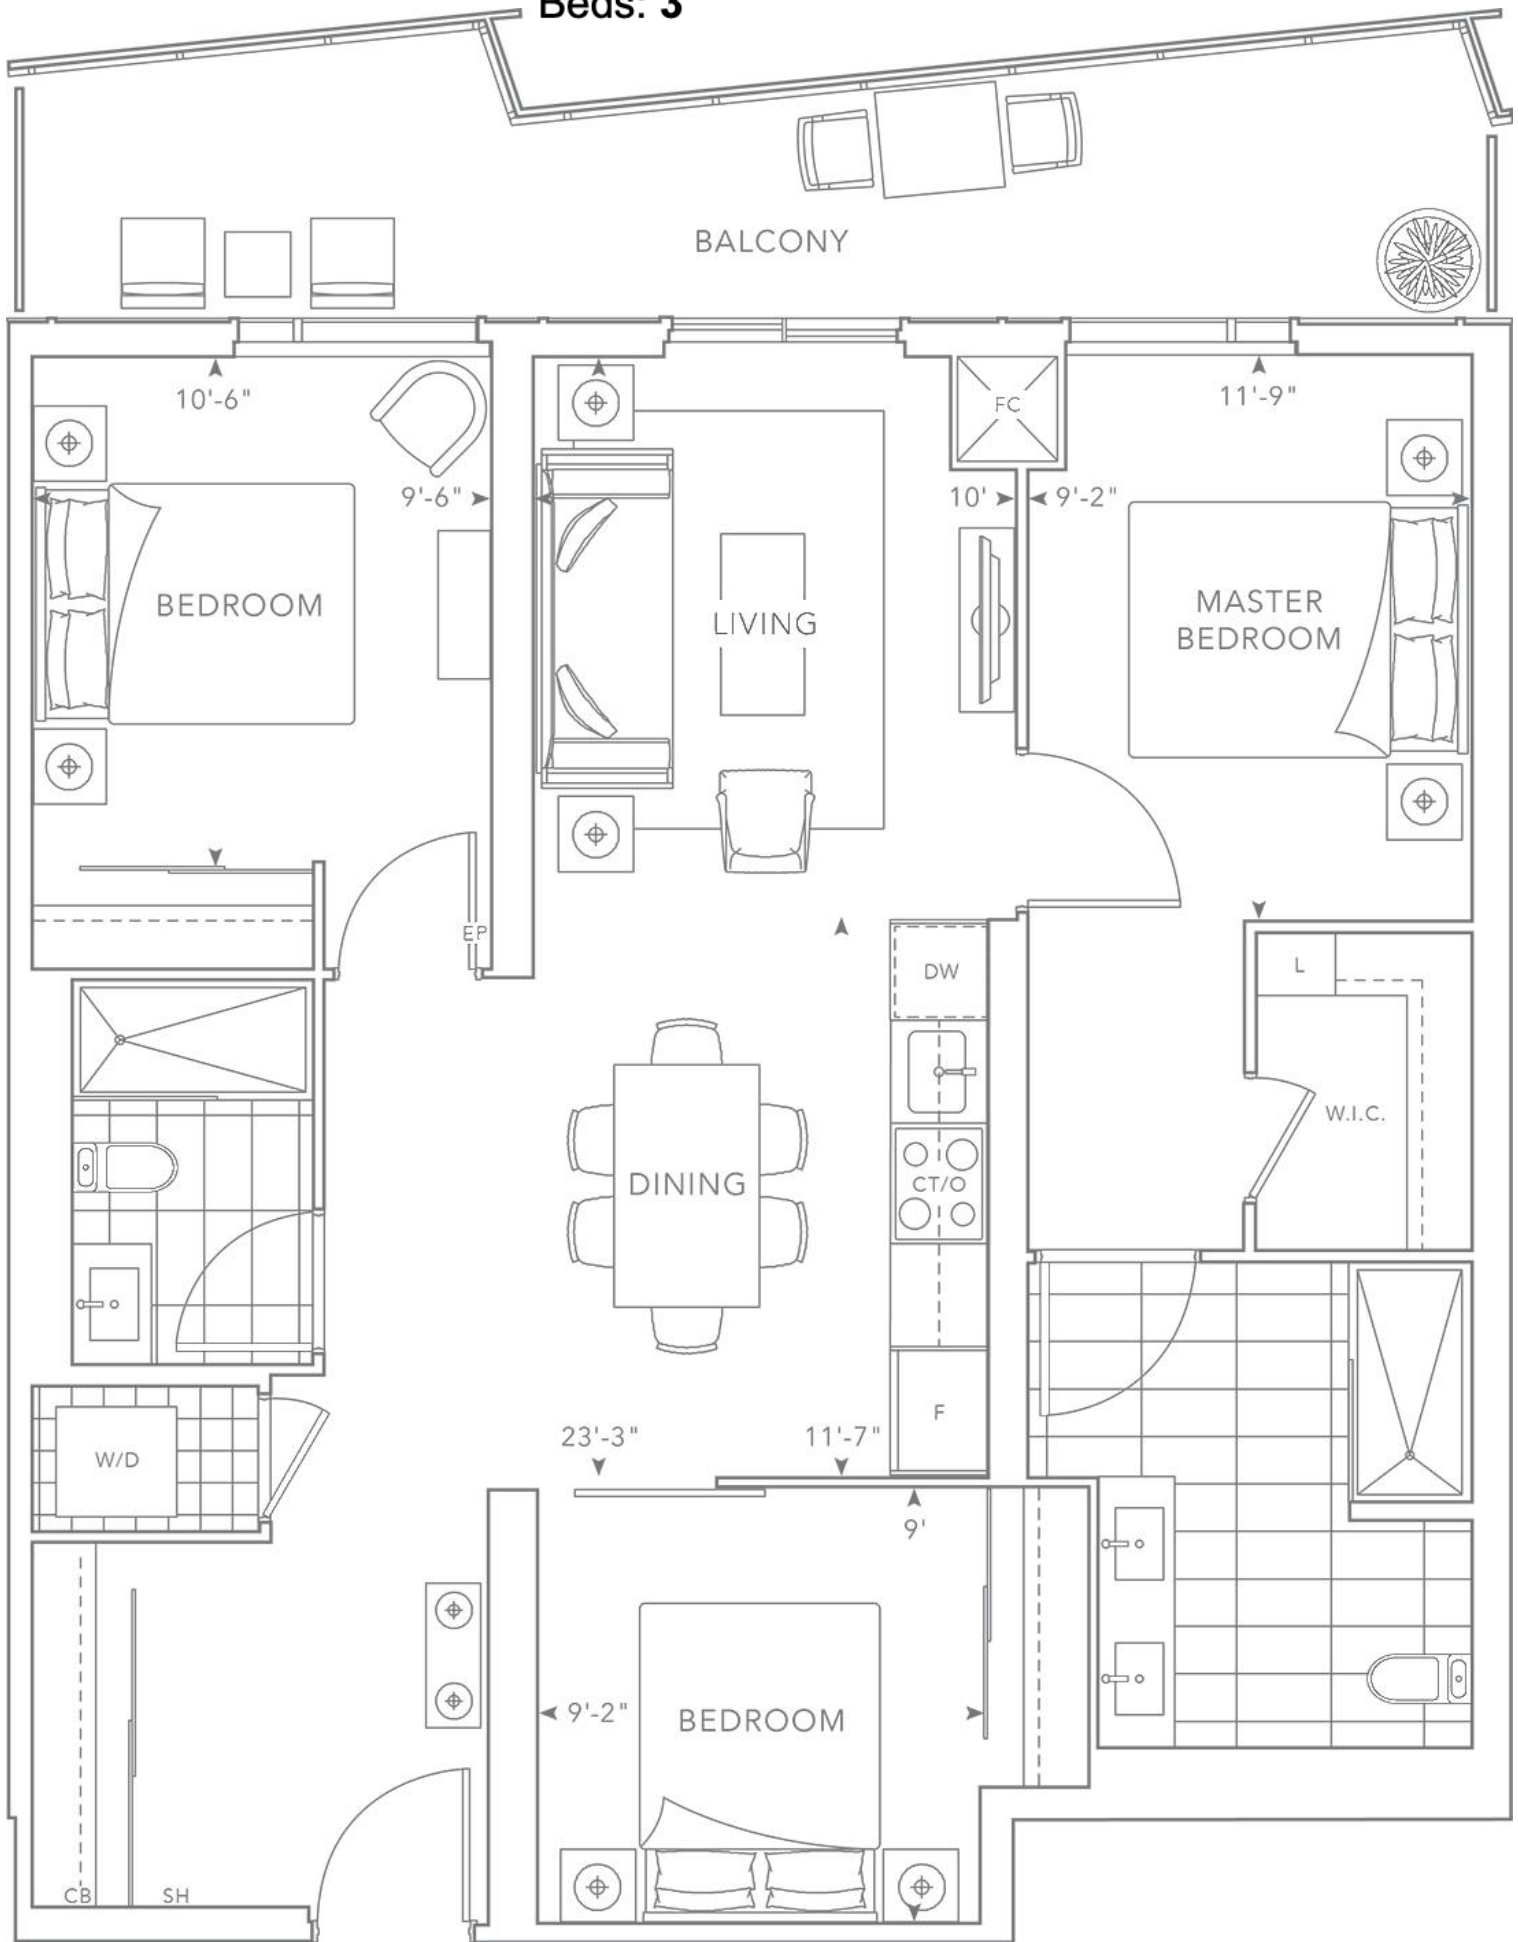 Beds: 3
BALCONY
10'-6"
FC
11'-9"
9'-6"
10'
9'-2"
BEDROOM
LIVING
MASTER
BEDROOM
EP
DW
L
W.I.C.
DINING
CT/O
F
23'-3"
11'-7"
W/D
9'
9'-2"
BEDROOM
CB
SH